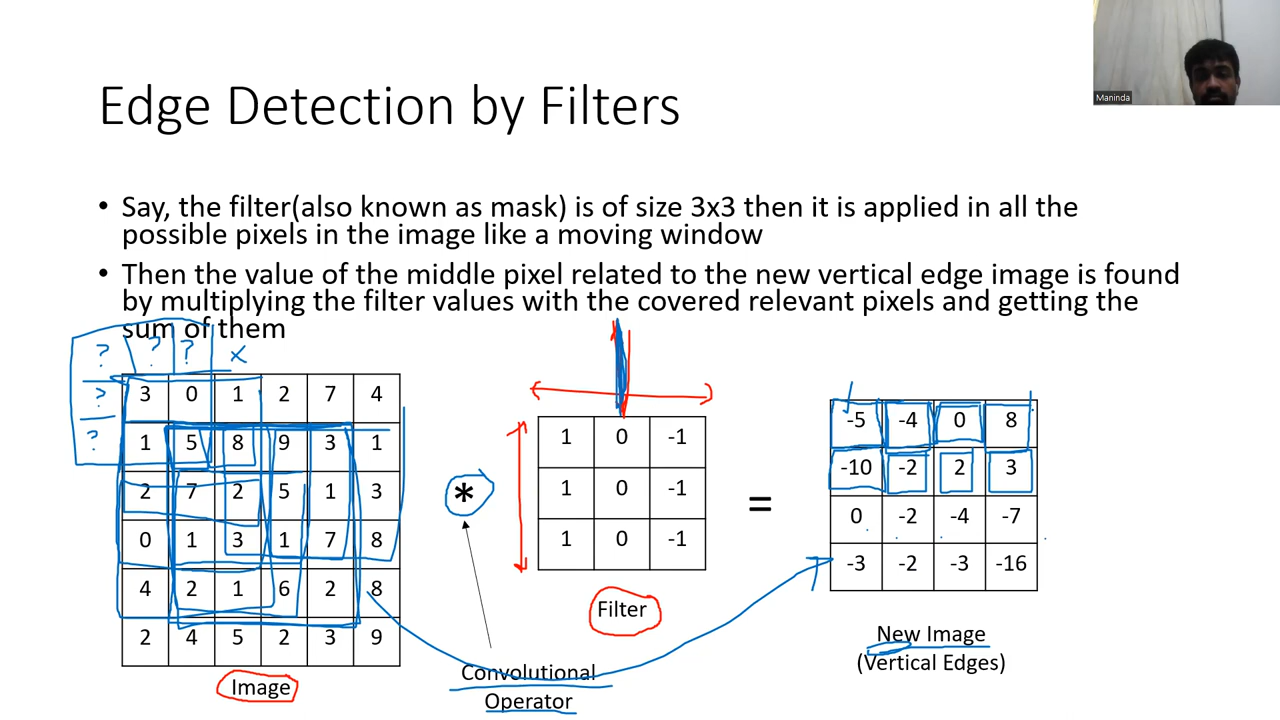 Maninda
Edge Detection by Filters
• Say, the filter(also known as mask) is of size 3x3 then it is applied in all the
possible pixels in the image like a moving window
• Then the value of the middle pixel related to the new vertical edge image is found
by multiplying the filter values with the covered relevant pixels and getting the
sum of them
? ? ? x
? 3 0 1 2 7 4
? 1 5 8 9 3 1
2 7 2 5 1 3
0 1 3 1 7 8
4 2 1 6 2 8
2 4 5 2 3 9
Image
*
Convolutional
Operator
1 0 -1
1 0 -1
1 0 -1
Filter
=
-5 -4 0 8
-10 -2 2 3
0 -2 -4 -7
-3 -2 -3 -16
New Image
(Vertical Edges)